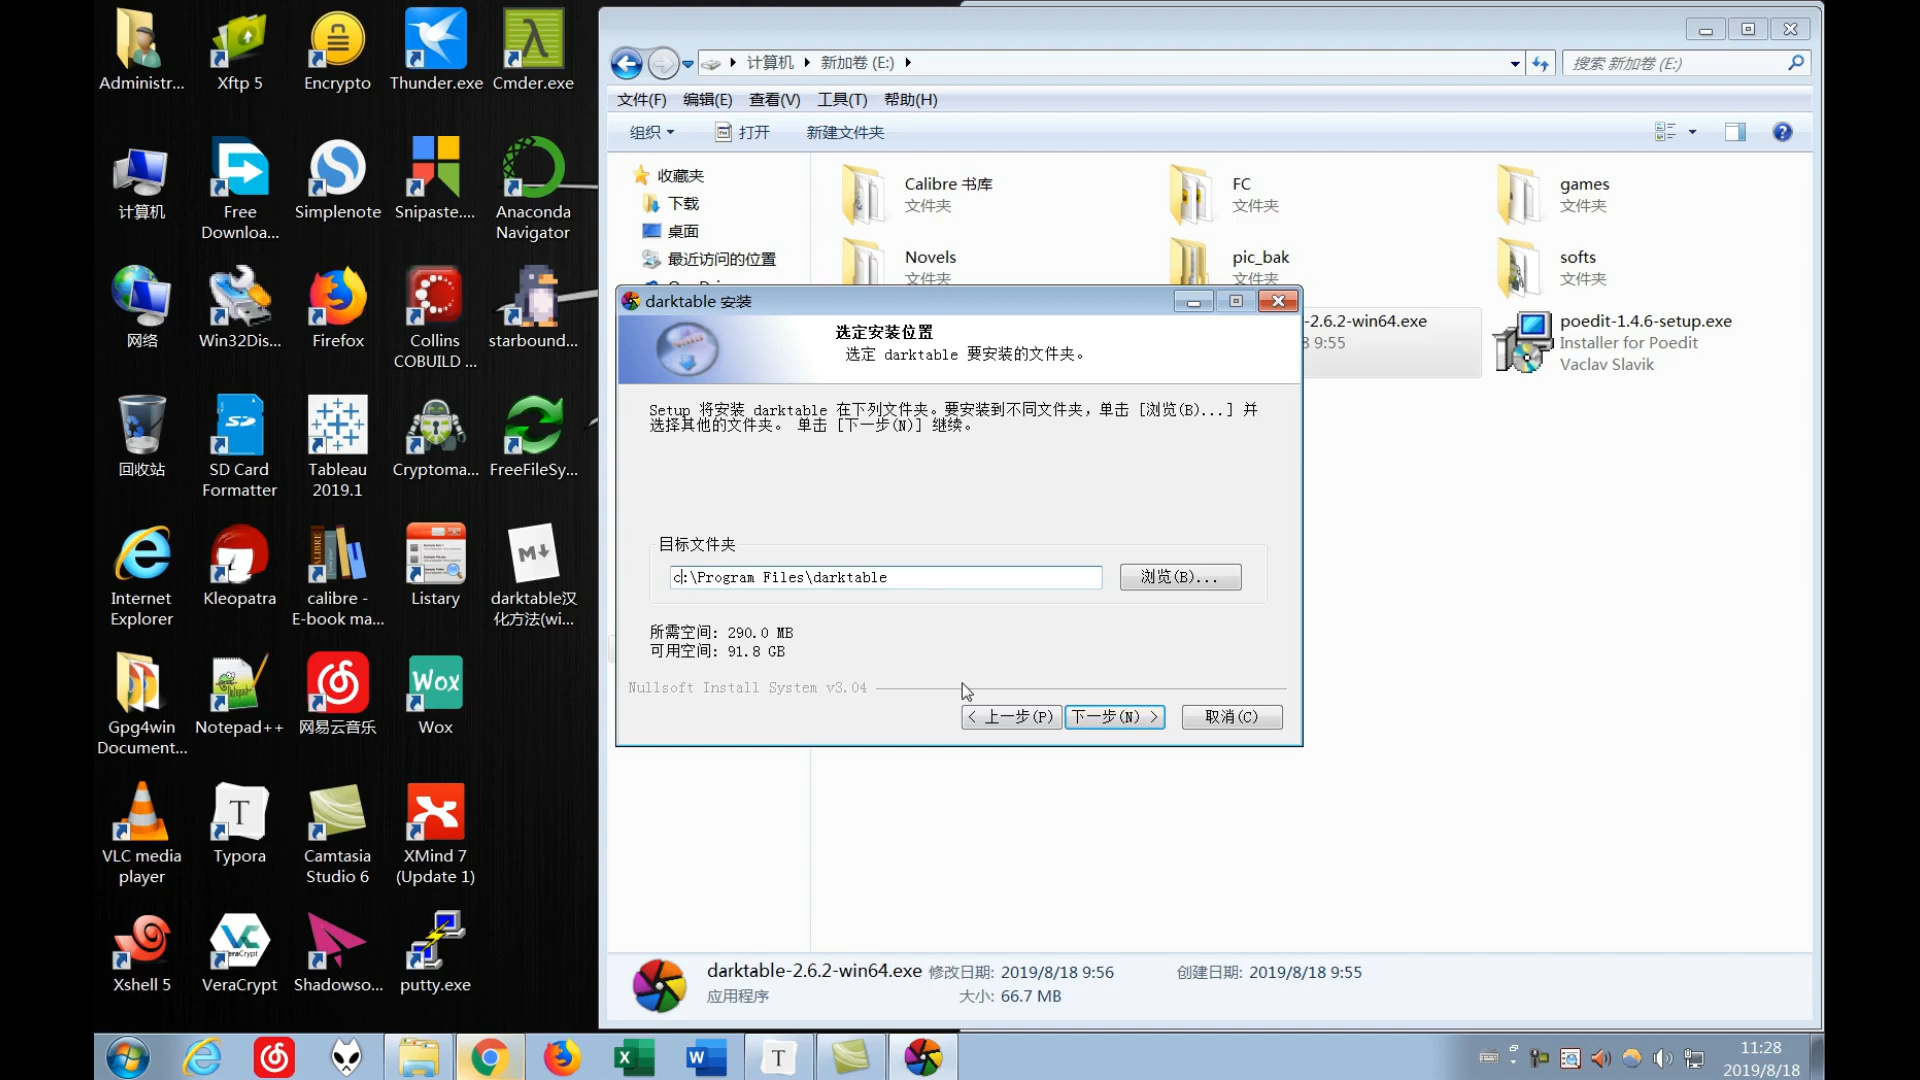 Administr...
Xftp 5
Encrypto
Thunder.exe
Cmder.exe
计算机
Free
Downloa...
Simplenote
Snipaste....
Anaconda
Navigator
网络
Win32Dis...
Firefox
Collins
COBUILD ...
starbound...
回收站
SD Card
Formatter
Tableau
2019.1
Cryptoma...
FreeFileSy...
Internet
Explorer
Kleopatra
calibre -
E-book ma...
Listary
darktable汉
化方法(wi...
Gpg4win
Document...
Notepad++
网易云音乐
Wox
VLC media
player
Typora
Camtasia
Studio 6
XMind 7
(Update 1)
Xshell 5
VeraCrypt
Shadowso...
putty.exe
计算机 新加卷 (E:)
搜索 新加卷 (E:)
文件(F) 编辑(E) 查看(V) 工具(T) 帮助(H)
组织 打开 新建文件夹
收藏夹
下载
桌面
最近访问的位置
Calibre 书库
文件夹
FC
文件夹
games
文件夹
Novels
文件夹
pic_bak
文件夹
softs
文件夹
-2.6.2-win64.exe
9:55
poedit-1.4.6-setup.exe
Installer for Poedit
Vaclav Slavik
darktable 安装
选定安装位置
选定 darktable 要安装的文件夹。
Setup 将安装 darktable 在下列文件夹。要安装到不同文件夹，单击 [浏览(B)...] 并
选择其他的文件夹。 单击 [下一步(N)] 继续。
目标文件夹
c:\Program Files\darktable
浏览(B)...
所需空间: 290.0 MB
可用空间: 91.8 GB
Nullsoft Install System v3.04
< 上一步(P) 下一步(N) > 取消(C)
darktable-2.6.2-win64.exe 修改日期: 2019/8/18 9:56 创建日期: 2019/8/18 9:55
应用程序 大小: 66.7 MB
11:28
2019/8/18